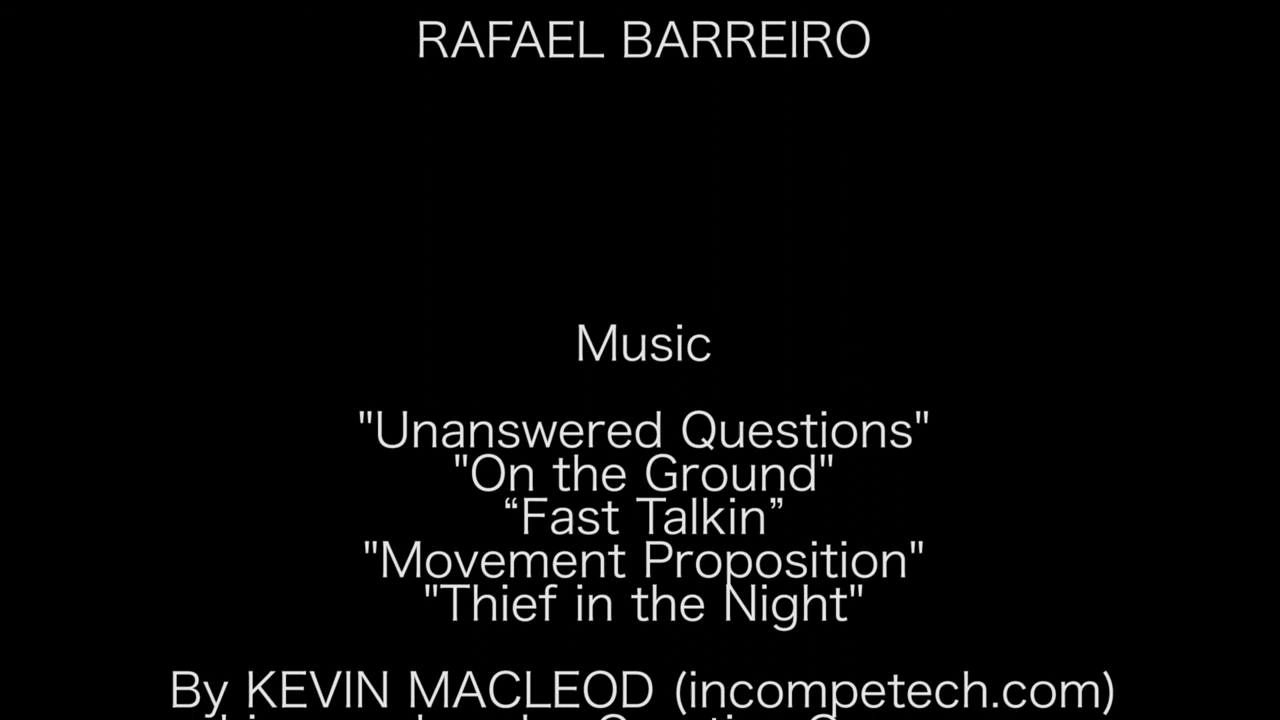 RAFAEL BARREIRO
Music
"Unanswered Questions"
"On the Ground"
“Fast Talkin”
"Movement Proposition"
"Thief in the Night"
By KEVIN MACLEOD (incompetech.com)